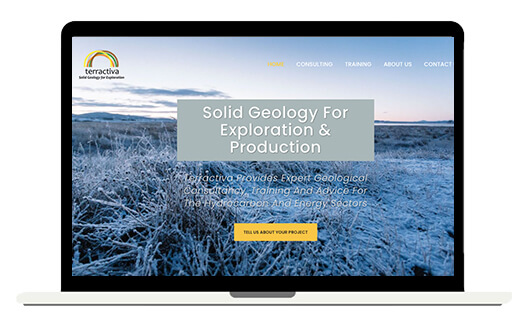 terractiva
Solid Geology for Exploration
HOME
CONSULTING
TRAINING
ABOUT US
CONTACT
Solid Geology For
Exploration &
Production
Terractiva Provides Expert Geological
Consultancy, Training And Advice For
The Hydrocarbon And Energy Sectors
TELL US ABOUT YOUR PROJECT